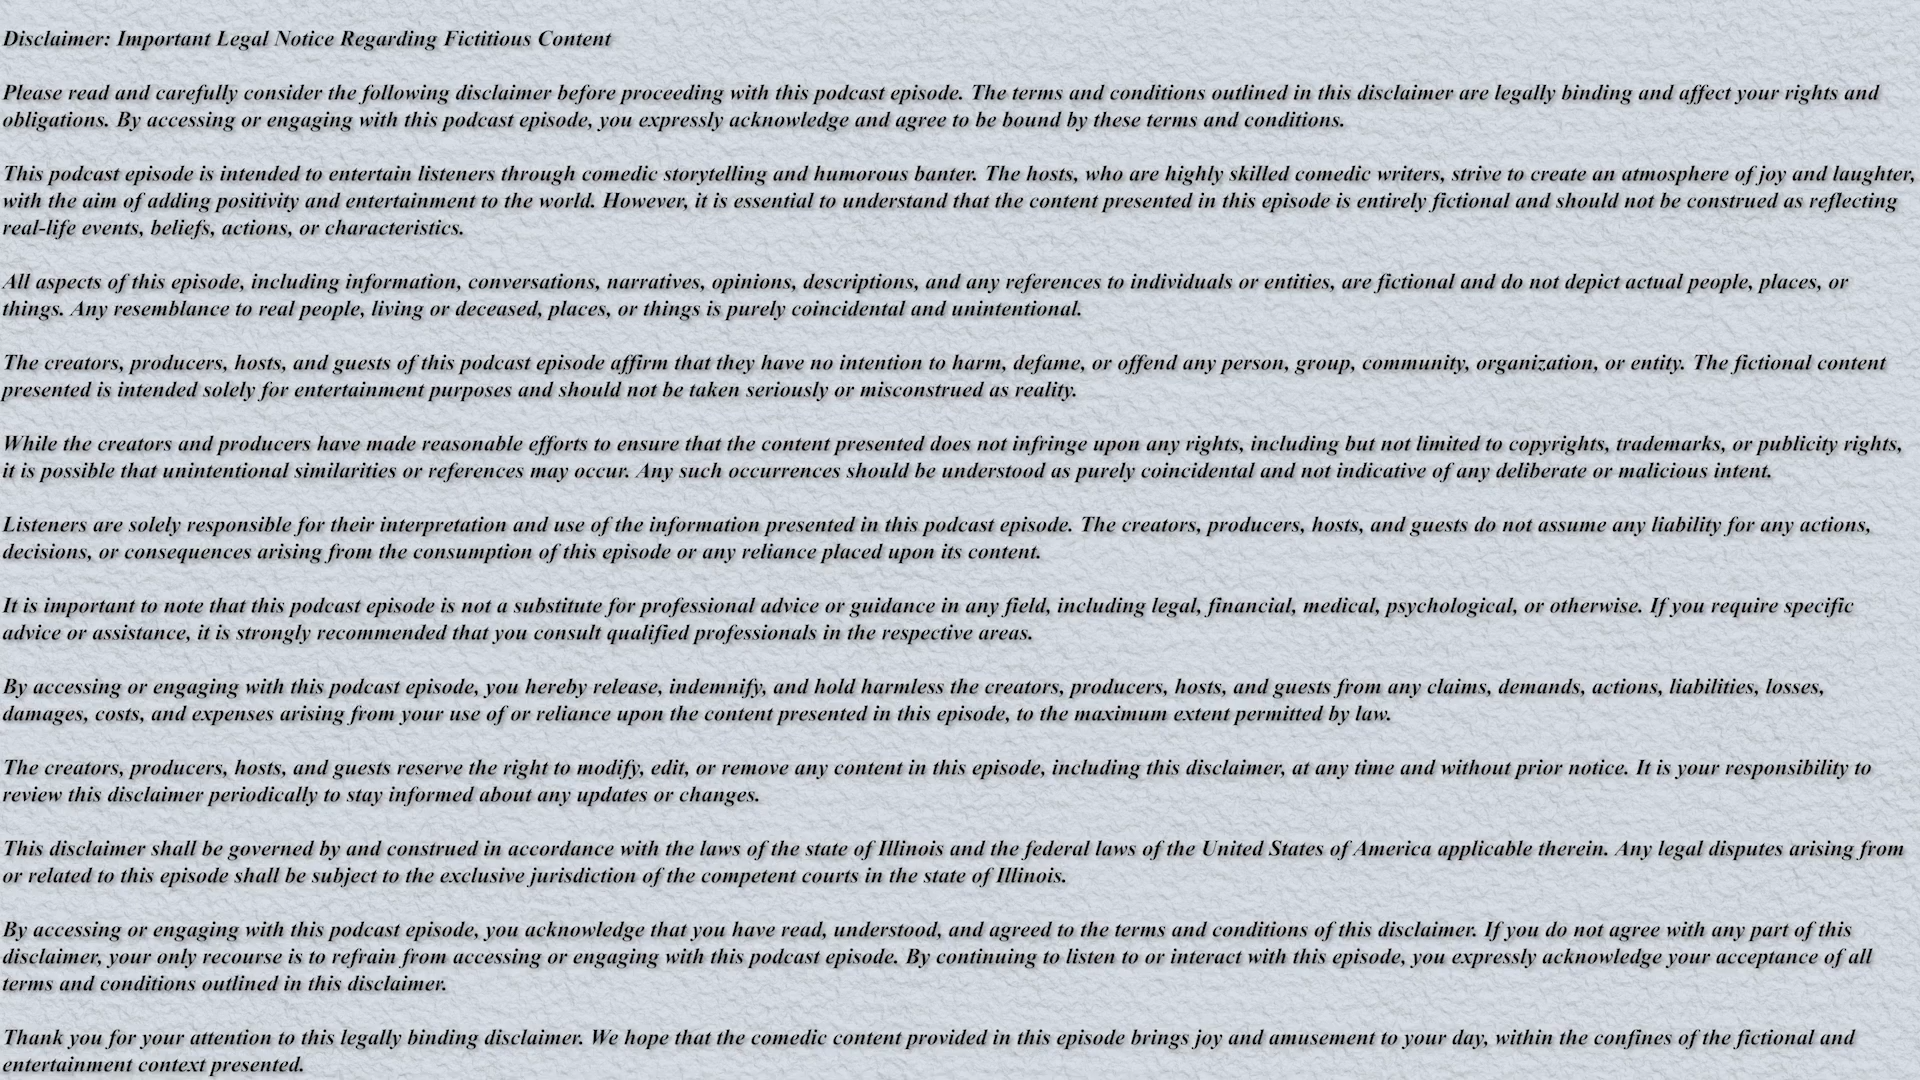 Disclaimer: Important Legal Notice Regarding Fictitious Content
Please read and carefully consider the following disclaimer before proceeding with this podcast episode. The terms and conditions outlined in this disclaimer are legally binding and affect your rights and
obligations. By accessing or engaging with this podcast episode, you expressly acknowledge and agree to be bound by these terms and conditions.
This podcast episode is intended to entertain listeners through comedic storytelling and humorous banter. The hosts, who are highly skilled comedic writers, strive to create an atmosphere of joy and laughter,
with the aim of adding positivity and entertainment to the world. However, it is essential to understand that the content presented in this episode is entirely fictional and should not be construed as reflecting
real-life events, beliefs, actions, or characteristics.
All aspects of this episode, including information, conversations, narratives, opinions, descriptions, and any references to individuals or entities, are fictional and do not depict actual people, places, or
things. Any resemblance to real people, living or deceased, places, or things is purely coincidental and unintentional.
The creators, producers, hosts, and guests of this podcast episode affirm that they have no intention to harm, defame, or offend any person, group, community, organization, or entity. The fictional content
presented is intended solely for entertainment purposes and should not be taken seriously or misconstrued as reality.
While the creators and producers have made reasonable efforts to ensure that the content presented does not infringe upon any rights, including but not limited to copyrights, trademarks, or publicity rights,
it is possible that unintentional similarities or references may occur. Any such occurrences should be understood as purely coincidental and not indicative of any deliberate or malicious intent.
Listeners are solely responsible for their interpretation and use of the information presented in this podcast episode. The creators, producers, hosts, and guests do not assume any liability for any actions,
decisions, or consequences arising from the consumption of this episode or any reliance placed upon its content.
It is important to note that this podcast episode is not a substitute for professional advice or guidance in any field, including legal, financial, medical, psychological, or otherwise. If you require specific
advice or assistance, it is strongly recommended that you consult qualified professionals in the respective areas.
By accessing or engaging with this podcast episode, you hereby release, indemnify, and hold harmless the creators, producers, hosts, and guests from any claims, demands, actions, liabilities, losses,
damages, costs, and expenses arising from your use of or reliance upon the content presented in this episode, to the maximum extent permitted by law.
The creators, producers, hosts, and guests reserve the right to modify, edit, or remove any content in this episode, including this disclaimer, at any time and without prior notice. It is your responsibility to
review this disclaimer periodically to stay informed about any updates or changes.
This disclaimer shall be governed by and construed in accordance with the laws of the state of Illinois and the federal laws of the United States of America applicable therein. Any legal disputes arising from
or related to this episode shall be subject to the exclusive jurisdiction of the competent courts in the state of Illinois.
By accessing or engaging with this podcast episode, you acknowledge that you have read, understood, and agreed to the terms and conditions of this disclaimer. If you do not agree with any part of this
disclaimer, your only recourse is to refrain from accessing or engaging with this podcast episode. By continuing to listen to or interact with this episode, you expressly acknowledge your acceptance of all
terms and conditions outlined in this disclaimer.
Thank you for your attention to this legally binding disclaimer. We hope that the comedic content provided in this episode brings joy and amusement to your day, within the confines of the fictional and
entertainment context presented.